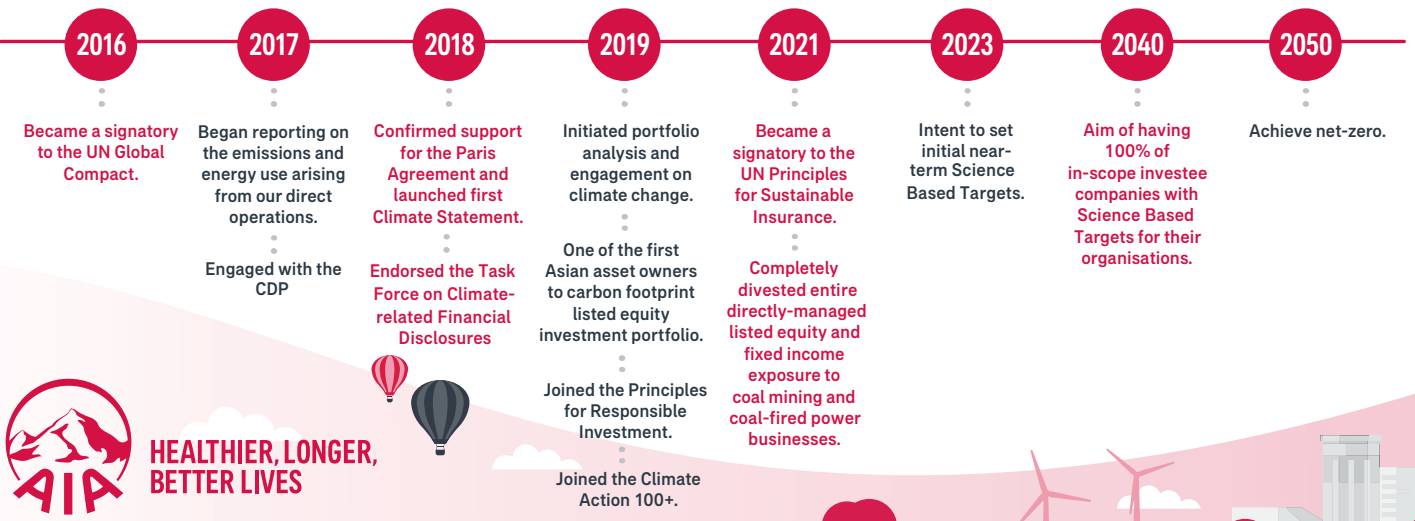 2016
Became a signatory
to the UN Global
Compact.
2017
Began reporting on
the emissions and
energy use arising
from our direct
operations.
Engaged with the
CDP
2018
Confirmed support
for the Paris
Agreement and
launched first
Climate Statement.
Endorsed the Task
Force on Climate-
related Financial
Disclosures
2019
Initiated portfolio
analysis and
engagement on
climate change.
One of the first
Asian asset owners
to carbon footprint
listed equity
investment portfolio.
Joined the Principles
for Responsible
Investment.
Joined the Climate
Action 100+.
2021
Became a
signatory to the
UN Principles
for Sustainable
Insurance.
Completely
divested entire
directly-managed
listed equity and
fixed income
exposure to
coal mining and
coal-fired power
businesses.
2023
Intent to set
initial near-
term Science
Based Targets.
2040
Aim of having
100% of
in-scope investee
companies with
Science Based
Targets for their
organisations.
2050
Achieve net-zero.
AIA
HEALTHIER, LONGER,
BETTER LIVES